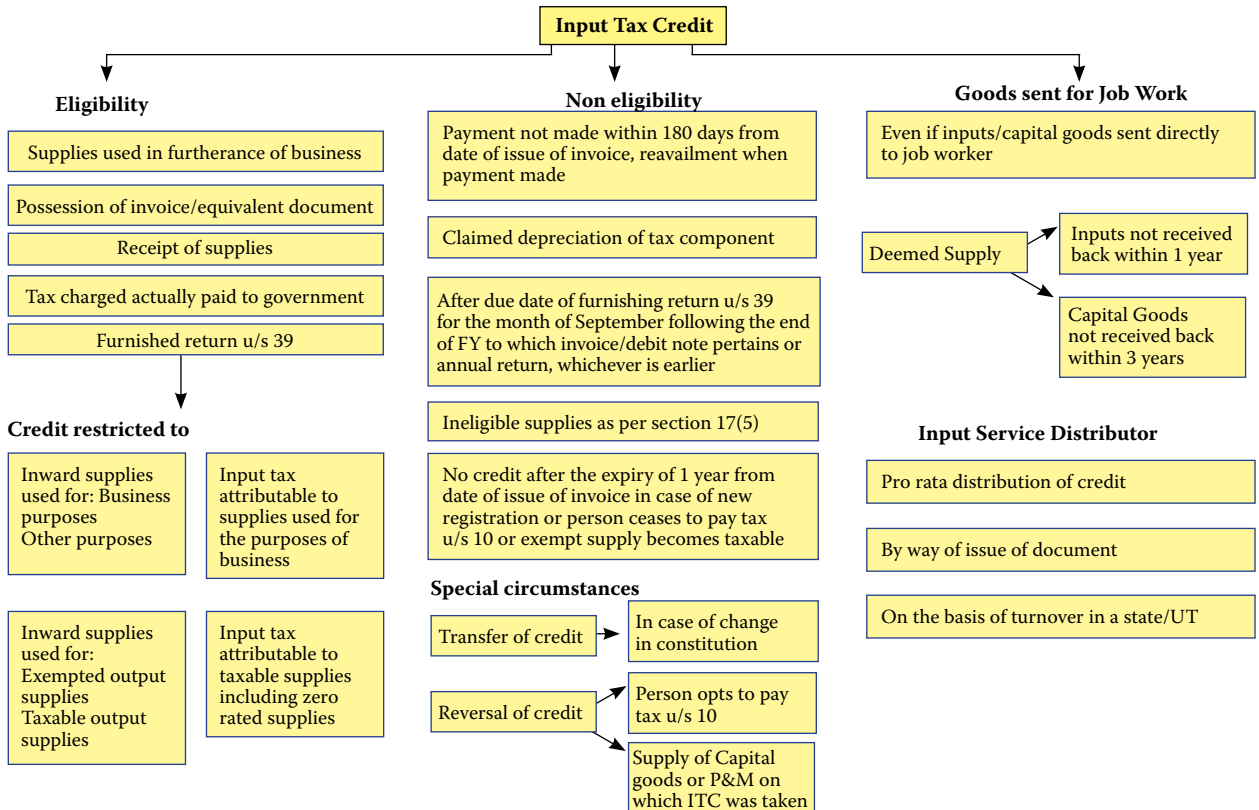 Input Tax Credit
Eligibility
Supplies used in furtherance of business
Possession of invoice/equivalent document
Receipt of supplies
Tax charged actually paid to government
Furnished return u/s 39
Credit restricted to
Inward supplies
used for: Business
purposes
Other purposes
Input tax
attributable to
supplies used for
the purposes of
business
Inward supplies
used for:
Exempted output
supplies
Taxable output
supplies
Input tax
attributable to
taxable supplies
including zero
rated supplies
Non eligibility
Payment not made within 180 days from
date of issue of invoice, reavailment when
payment made
Claimed depreciation of tax component
After due date of furnishing return u/s 39
for the month of September following the end
of FY to which invoice/debit note pertains or
annual return, whichever is earlier
Ineligible supplies as per section 17(5)
No credit after the expiry of 1 year from
date of issue of invoice in case of new
registration or person ceases to pay tax
u/s 10 or exempt supply becomes taxable
Special circumstances
Transfer of credit
In case of change
in constitution
Reversal of credit
Person opts to pay
tax u/s 10
Supply of Capital
goods or P&M on
which ITC was taken
Goods sent for Job Work
Even if inputs/capital goods sent directly
to job worker
Deemed Supply
Inputs not received
back within 1 year
Capital Goods
not received back
within 3 years
Input Service Distributor
Pro rata distribution of credit
By way of issue of document
On the basis of turnover in a state/UT